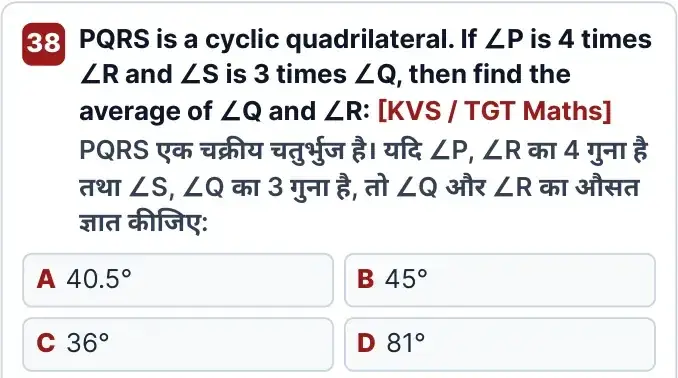 38 PQRS is a cyclic quadrilateral. If ∠P is 4 times
∠R and ∠S is 3 times ∠Q, then find the
average of ∠Q and ∠R: [KVS / TGT Maths]
PQRS एक चक्रीय चतुर्भुज है। यदि ∠P, ∠R का 4 गुना है
तथा ∠S, ∠Q का 3 गुना है, तो ∠Q और ∠R का औसत
ज्ञात कीजिए:
A 40.5° B 45°
C 36° D 81°